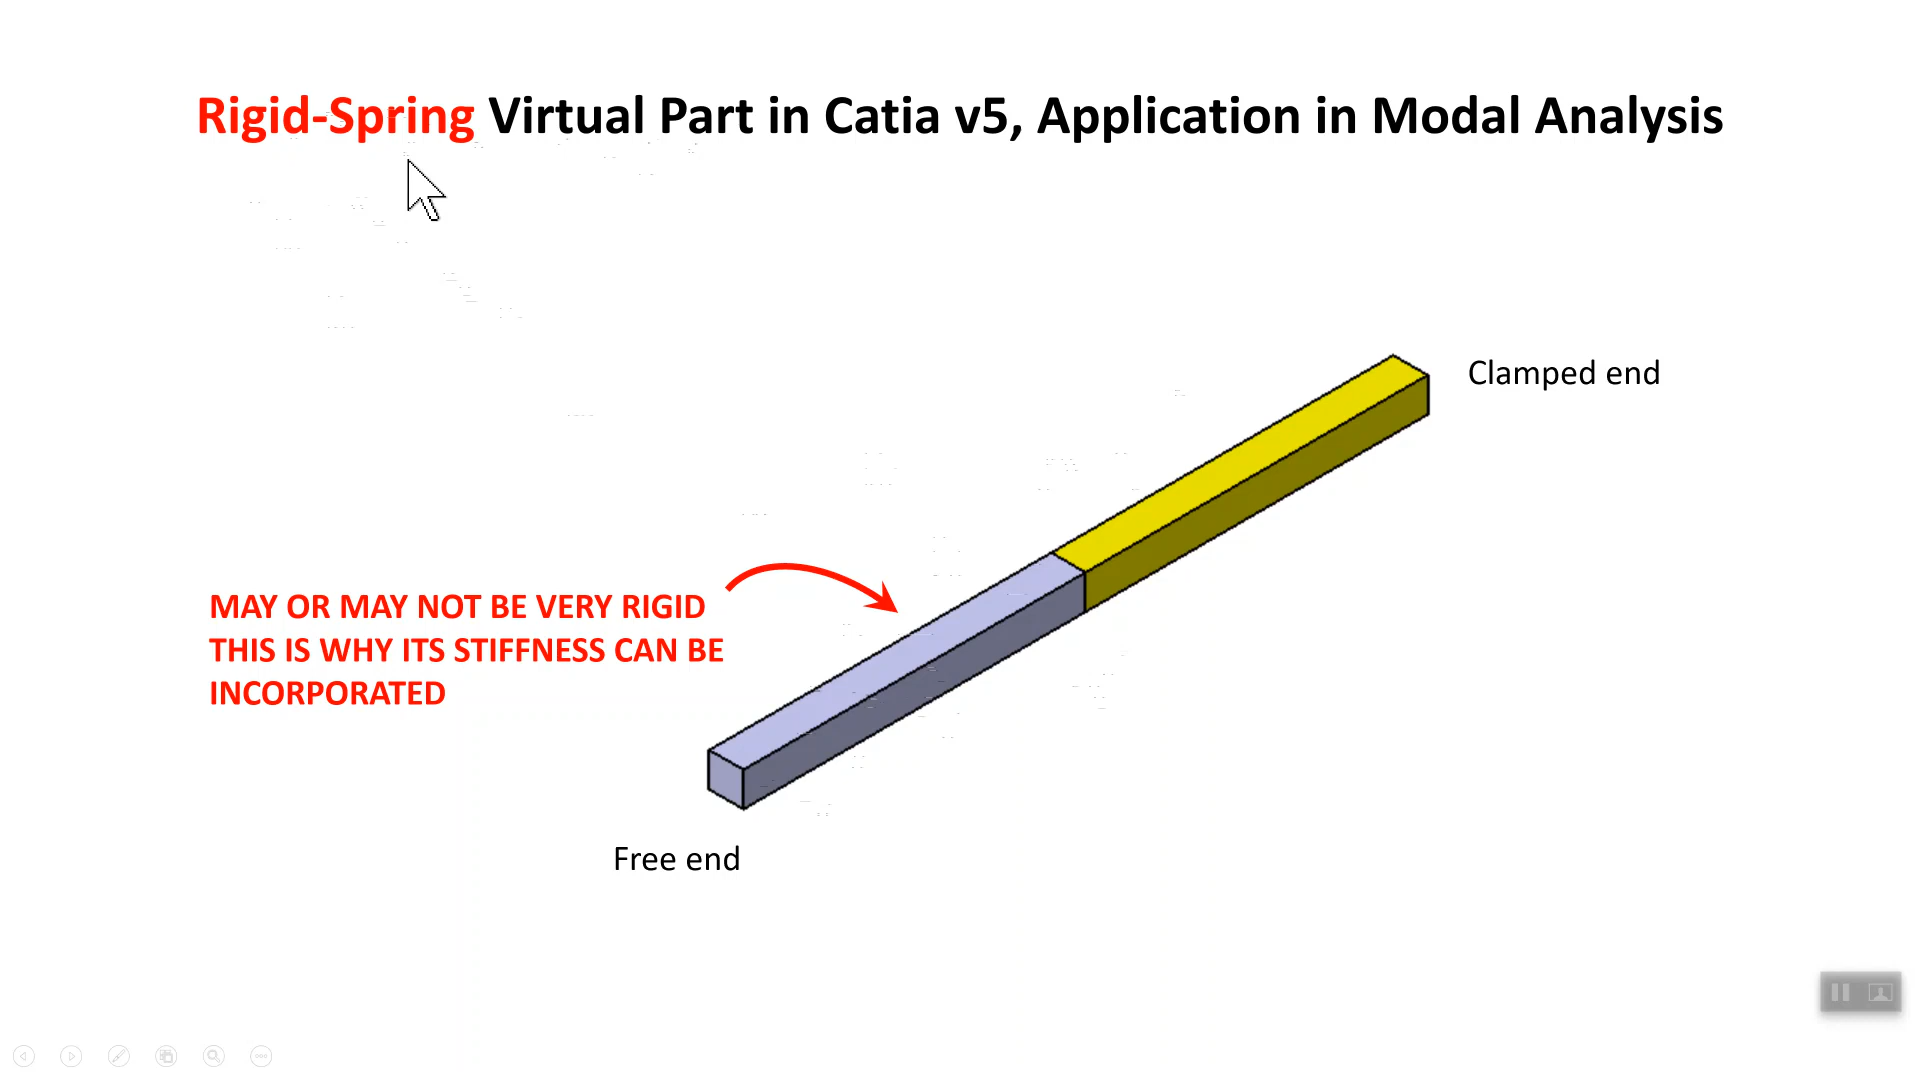 Rigid-Spring Virtual Part in Catia v5, Application in Modal Analysis
Clamped end
MAY OR MAY NOT BE VERY RIGID
THIS IS WHY ITS STIFFNESS CAN BE
INCORPORATED
Free end